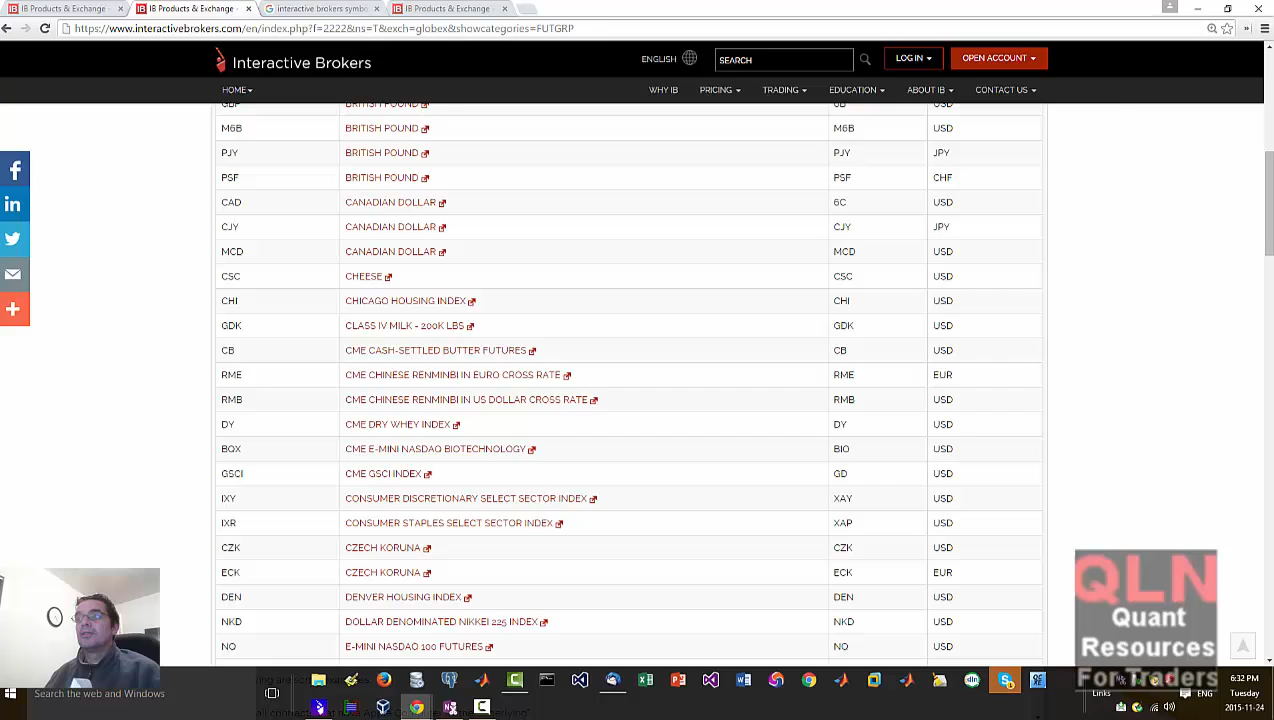 IB Products & Exchange
IB Products & Exchange
interactive brokers symbo
IB Products & Exchange
https://www.interactivebrokers.com/en/index.php?f=2222&ns=T&exch=globex&showcategories=FUTGRP
Interactive Brokers
ENGLISH
SEARCH
LOG IN
OPEN ACCOUNT
HOME
WHY IB
PRICING
TRADING
EDUCATION
ABOUT IB
CONTACT US
GBP BRITISH POUND GB USD
M6B BRITISH POUND M6B USD
PJY BRITISH POUND PJY JPY
PSF BRITISH POUND PSF CHF
CAD CANADIAN DOLLAR 6C USD
CJY CANADIAN DOLLAR CJY JPY
MCD CANADIAN DOLLAR MCD USD
CSC CHEESE CSC USD
CHI CHICAGO HOUSING INDEX CHI USD
GDK CLASS IV MILK - 200K LBS GDK USD
CB CME CASH-SETTLED BUTTER FUTURES CB USD
RME CME CHINESE RENMINBI IN EURO CROSS RATE RME EUR
RMB CME CHINESE RENMINBI IN US DOLLAR CROSS RATE RMB USD
DY CME DRY WHEY INDEX DY USD
BQX CME E-MINI NASDAQ BIOTECHNOLOGY BIO USD
GSCI CME GSCI INDEX GD USD
IXY CONSUMER DISCRETIONARY SELECT SECTOR INDEX XAY USD
IXR CONSUMER STAPLES SELECT SECTOR INDEX XAP USD
CZK CZECH KORUNA CZK USD
ECK CZECH KORUNA ECK EUR
DEN DENVER HOUSING INDEX DEN USD
NKD DOLLAR DENOMINATED NIKKEI 225 INDEX NKD USD
NQ E-MINI NASDAQ 100 FUTURES NQ USD
QLN
Quant
Resources
For Traders
Search the web and Windows
Links
ENG
6:32 PM
Tuesday
2015-11-24